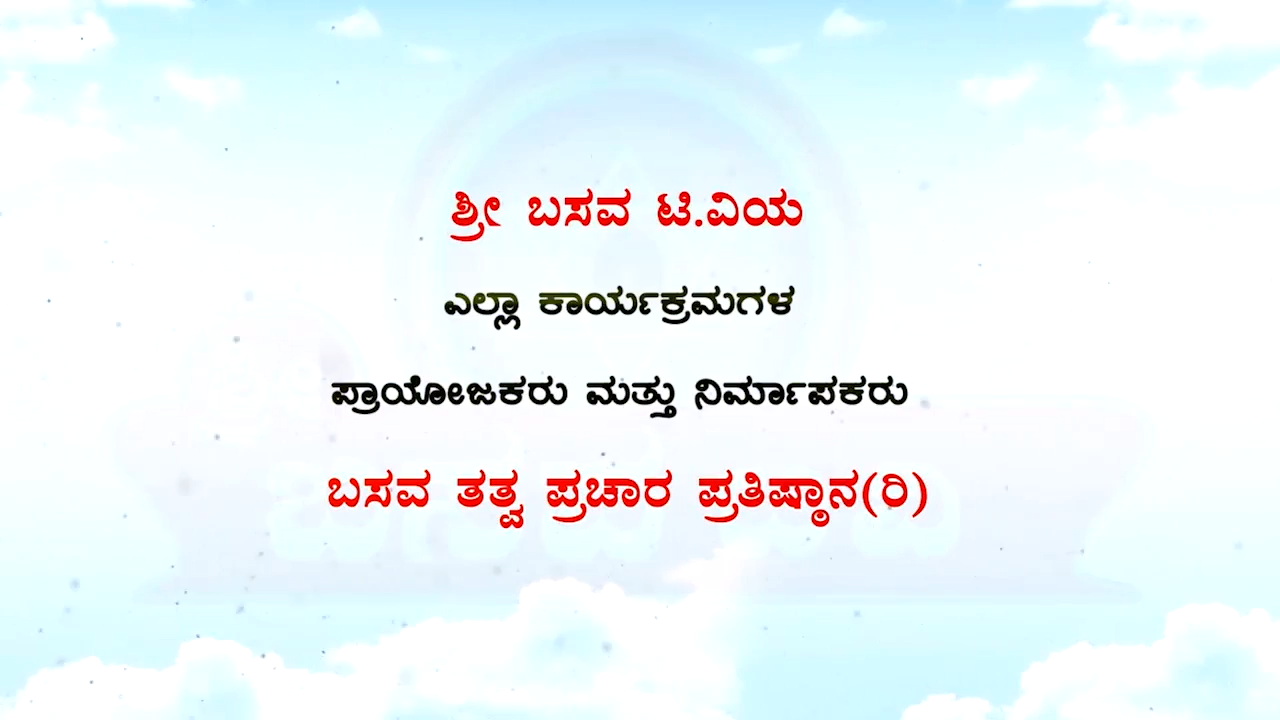 ಶ್ರೀ ಬಸವ ಟಿ.ವಿಯ
ಎಲ್ಲಾ ಕಾರ್ಯಕ್ರಮಗಳ
ಪ್ರಾಯೋಜಕರು ಮತ್ತು ನಿರ್ಮಾಪಕರು
ಬಸವ ತತ್ವ ಪ್ರಚಾರ ಪ್ರತಿಷ್ಠಾನ(ರಿ)